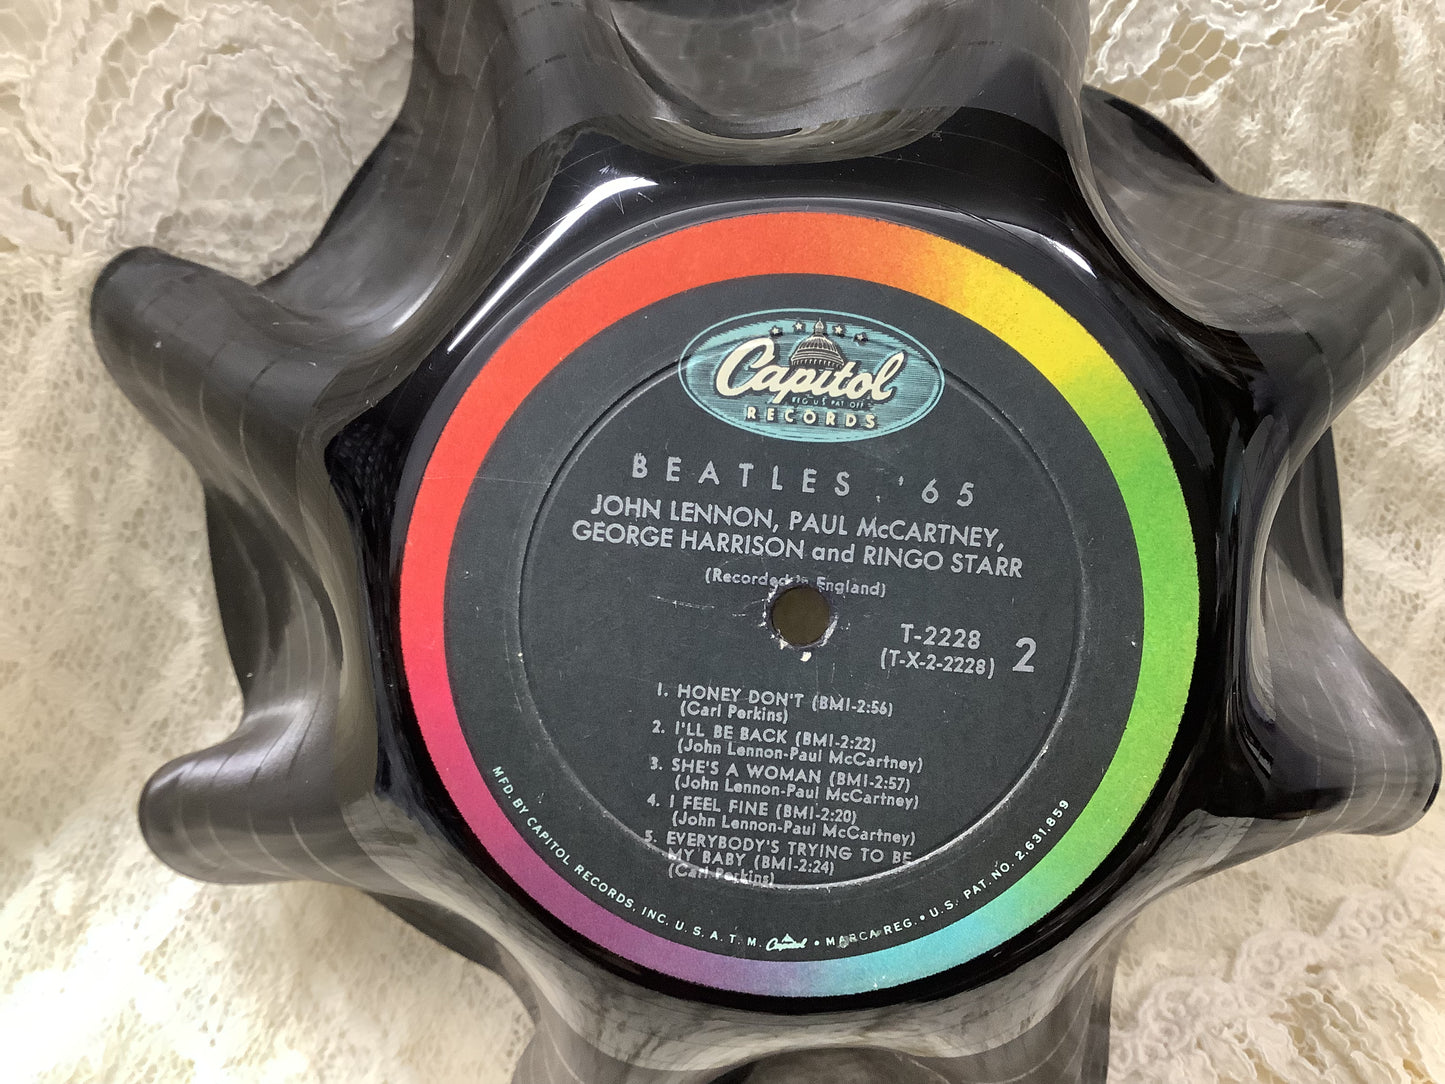 Capitol
REG. U.S. PAT. OFF.
RECORDS
BEATLES '65
JOHN LENNON, PAUL McCARTNEY,
GEORGE HARRISON and RINGO STARR
(Recorded in England)
T-2228
(T-X-2-2228) 2
1. HONEY DON'T (BMI-2:56)
(Carl Perkins)
2. I'LL BE BACK (BMI-2:22)
(John Lennon-Paul McCartney)
3. SHE'S A WOMAN (BMI-2:57)
(John Lennon-Paul McCartney)
4. I FEEL FINE (BMI-2:20)
(John Lennon-Paul McCartney)
5. EVERYBODY'S TRYING TO BE
MY BABY (BMI-2:24)
(Carl Perkins)
MFD. BY CAPITOL RECORDS, INC. U.S.A. T.M. Capitol • MARCA REG. • U.S. PAT. NO. 2,631,859